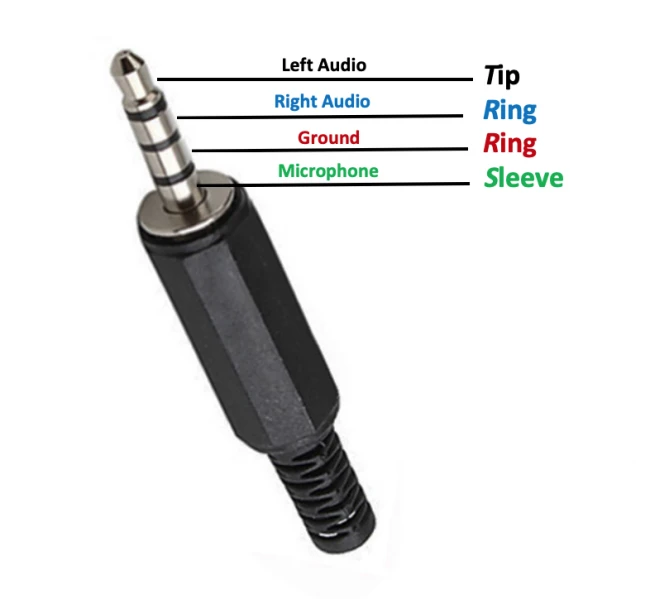 Left Audio
Tip
Right Audio
Ring
Ground
Ring
Microphone
Sleeve